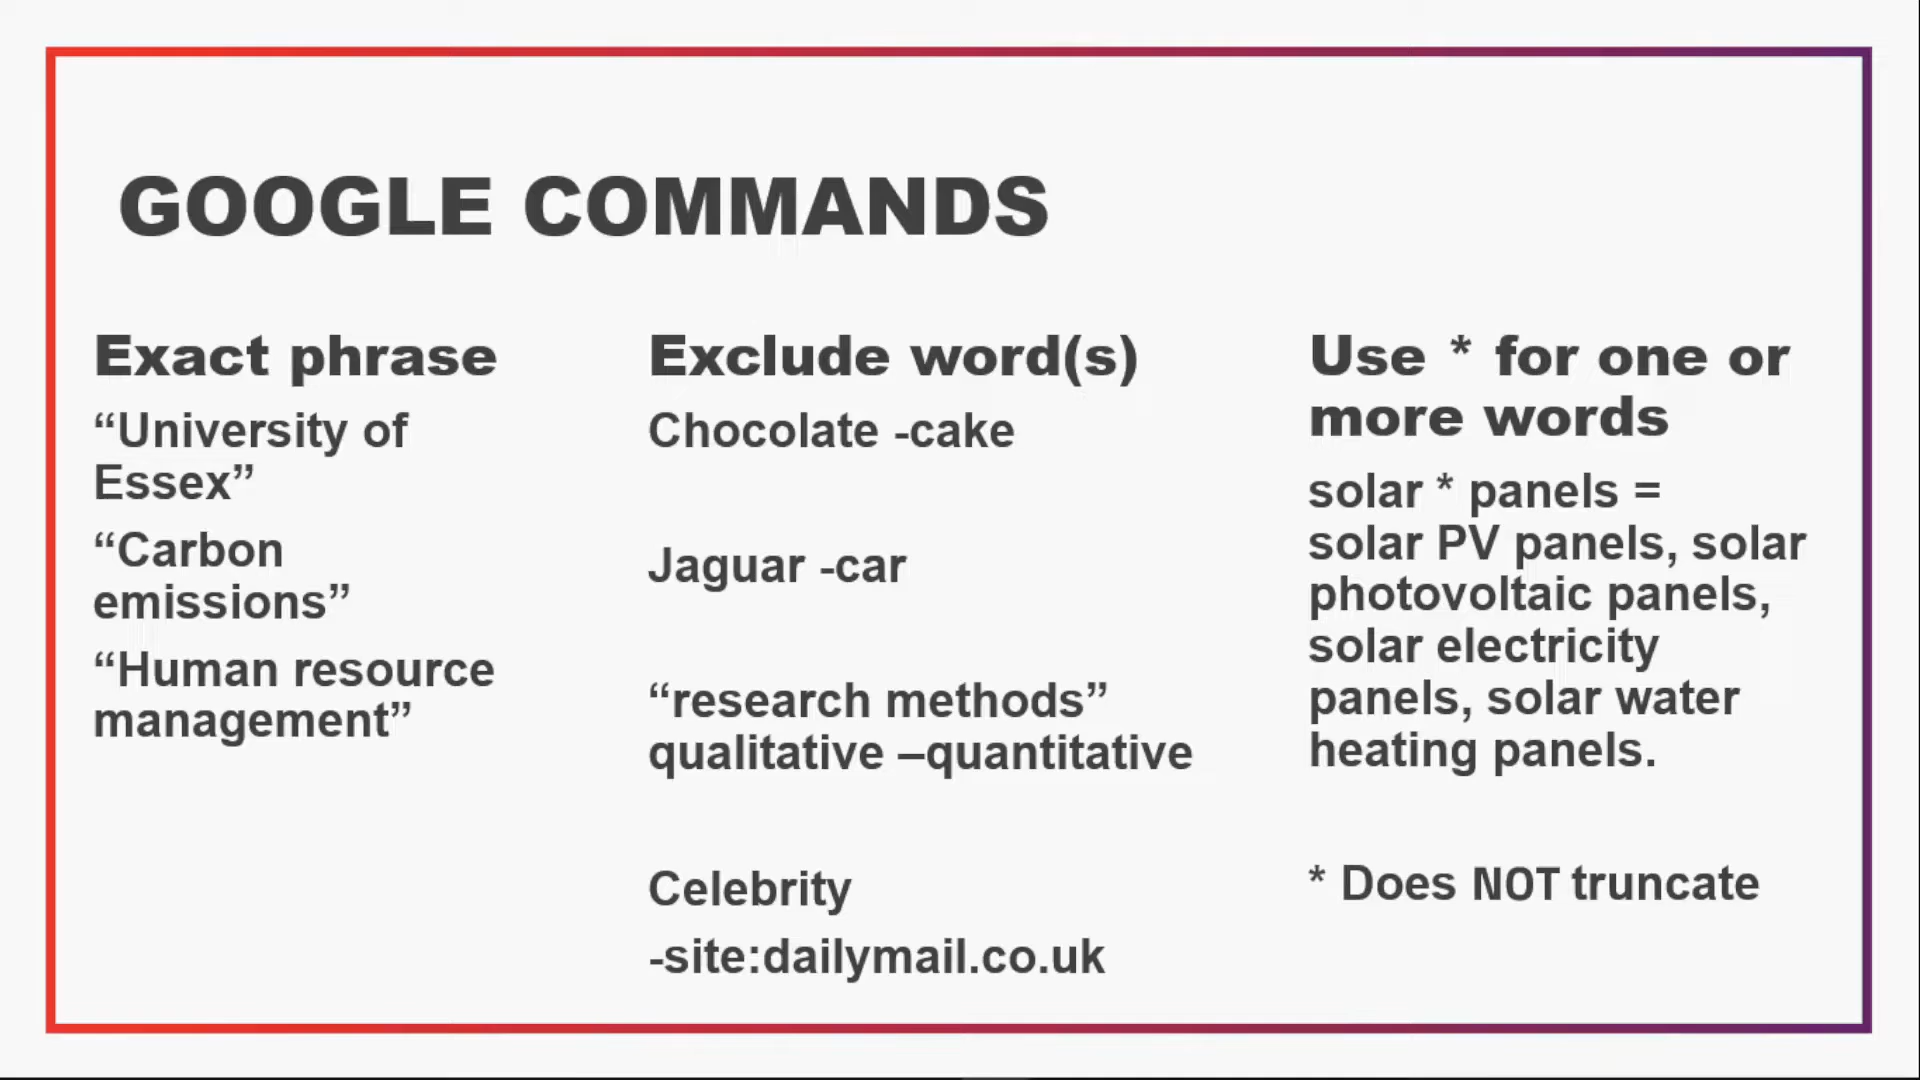 GOOGLE COMMANDS
Exact phrase
“University of
Essex”
“Carbon
emissions”
“Human resource
management”
Exclude word(s)
Chocolate -cake
Jaguar -car
“research methods”
qualitative –quantitative
Celebrity
-site:dailymail.co.uk
Use * for one or
more words
solar * panels =
solar PV panels, solar
photovoltaic panels,
solar electricity
panels, solar water
heating panels.
* Does NOT truncate